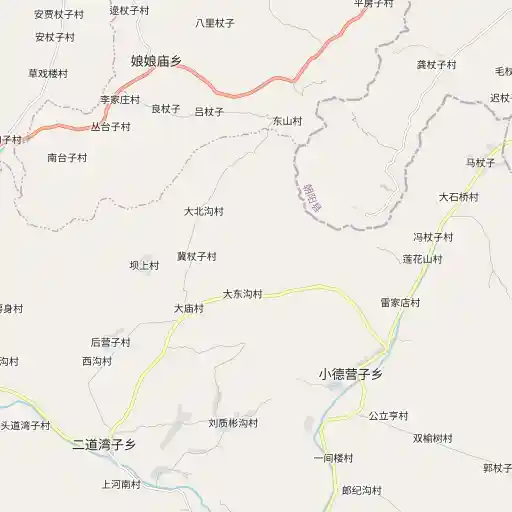 平房子村
安贾杖子村
逯杖子村
八里杖子
安杖子村
娘娘庙乡
龚杖子村
草戏楼村
李家庄村
良杖子
吕杖子
迟杖子
丛台子村
东山村
子村
南台子村
马杖子
朝阳县
大石桥村
大北沟村
冯杖子村
冀杖子村
坝上村
莲花山村
大东沟村
大庙村
雷家店村
身村
后营子村
沟村
西沟村
小德营子乡
公立亨村
头道湾子村
刘质彬沟村
二道湾子乡
双榆树村
一间楼村
郭杖子
上河南村
郎纪沟村